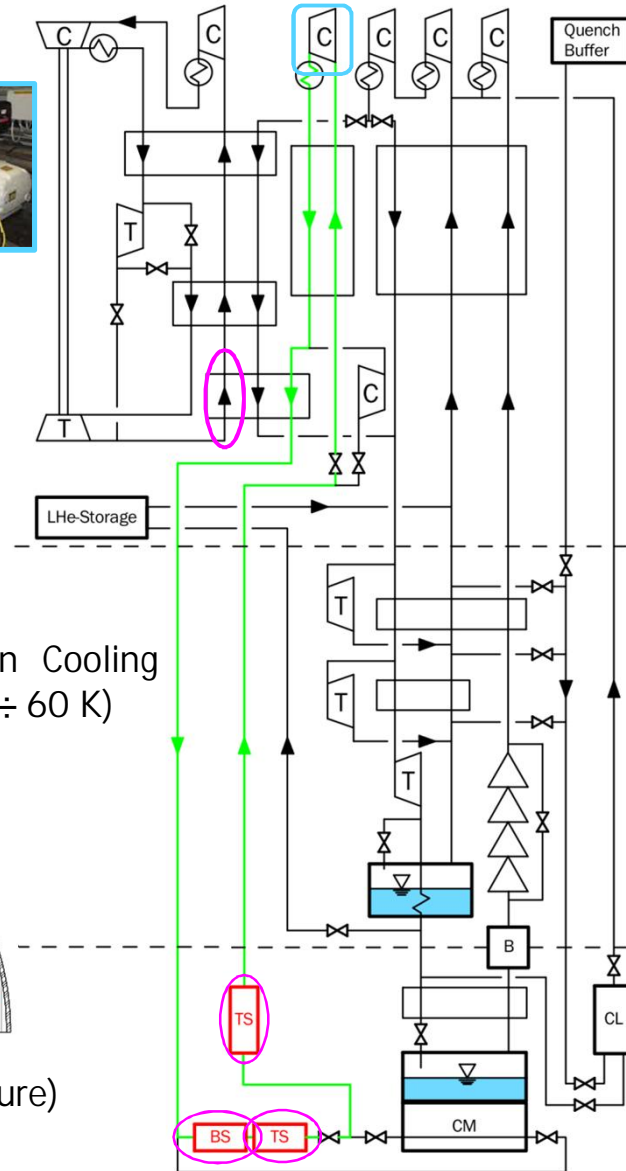 C
C
C
C
C
C
Quench
Buffer
T
C
T
LHe-Storage
T
n Cooling
÷ 60 K)
T
T
B
TS
CL
ure)
BS
TS
CM